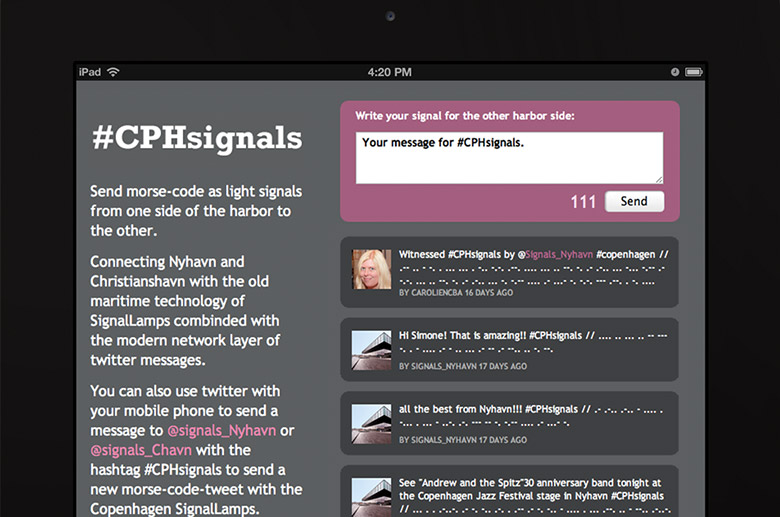 iPad
4:20 PM
#CPHsignals
Send morse-code as light signals
from one side of the harbor to
the other.
Connecting Nyhavn and
Christianshavn with the old
maritime technology of
SignalLamps combinded with
the modern network layer of
twitter messages.
You can also use twitter with
your mobile phone to send a
message to @signals_Nyhavn or
@signals_Chavn with the
hashtag #CPHsignals to send a
new morse-code-tweet with the
Copenhagen SignalLamps.
Write your signal for the other harbor side:
Your message for #CPHsignals.
111 Send
Witnessed #CPHsignals by @Signals_Nyhavn #copenhagen //
BY CAROLIENCBA 16 DAYS AGO
Hi Simone! That is amazing!! #CPHsignals //
BY SIGNALS_NYHAVN 17 DAYS AGO
all the best from Nyhavn!!! #CPHsignals //
BY SIGNALS_NYHAVN 17 DAYS AGO
See "Andrew and the Spitz"30 anniversary band tonight at
the Copenhagen Jazz Festival stage in Nyhavn #CPHsignals
//